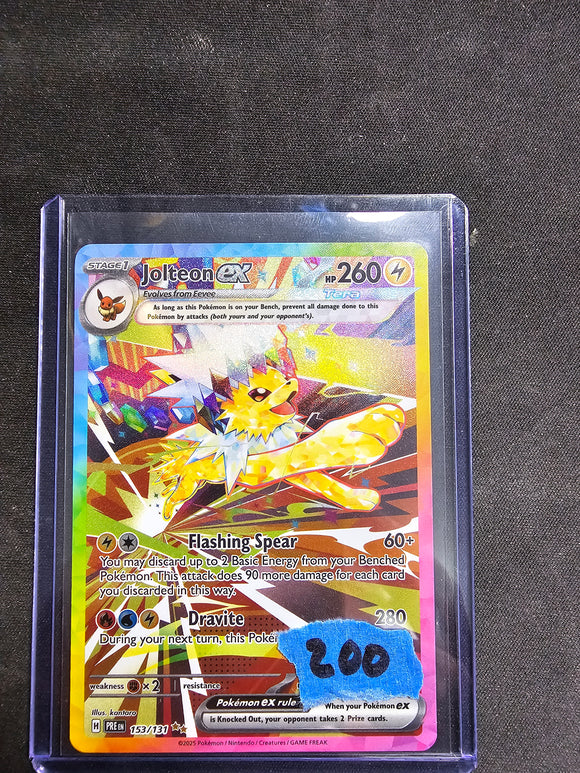 STAGE 1 Jolteon ex HP 260
Evolves from Eevee Tera
As long as this Pokémon is on your Bench, prevent all damage done to this
Pokémon by attacks (both yours and your opponent's).
Flashing Spear 60+
You may discard up to 2 Basic Energy from your Benched
Pokémon. This attack does 90 more damage for each card
you discarded in this way.
Dravite 280
During your next turn, this
200
weakness ×2 resistance
Pokémon ex rule When your Pokémon ex
is Knocked Out, your opponent takes 2 Prize cards.
Illus. kantaro
H PRE EN 153/131
©2025 Pokémon / Nintendo / Creatures / GAME FREAK